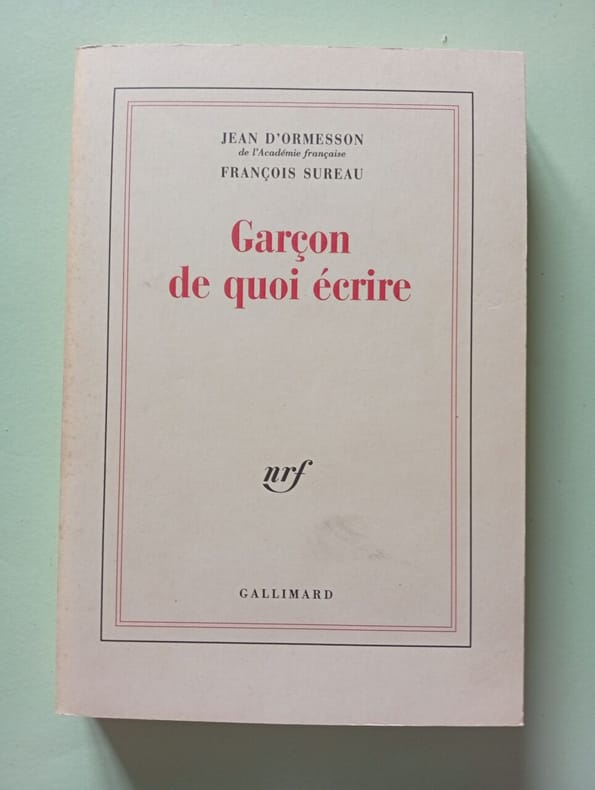 JEAN D'ORMESSON
de l'Académie française
FRANÇOIS SUREAU
Garçon
de quoi écrire
nrf
GALLIMARD